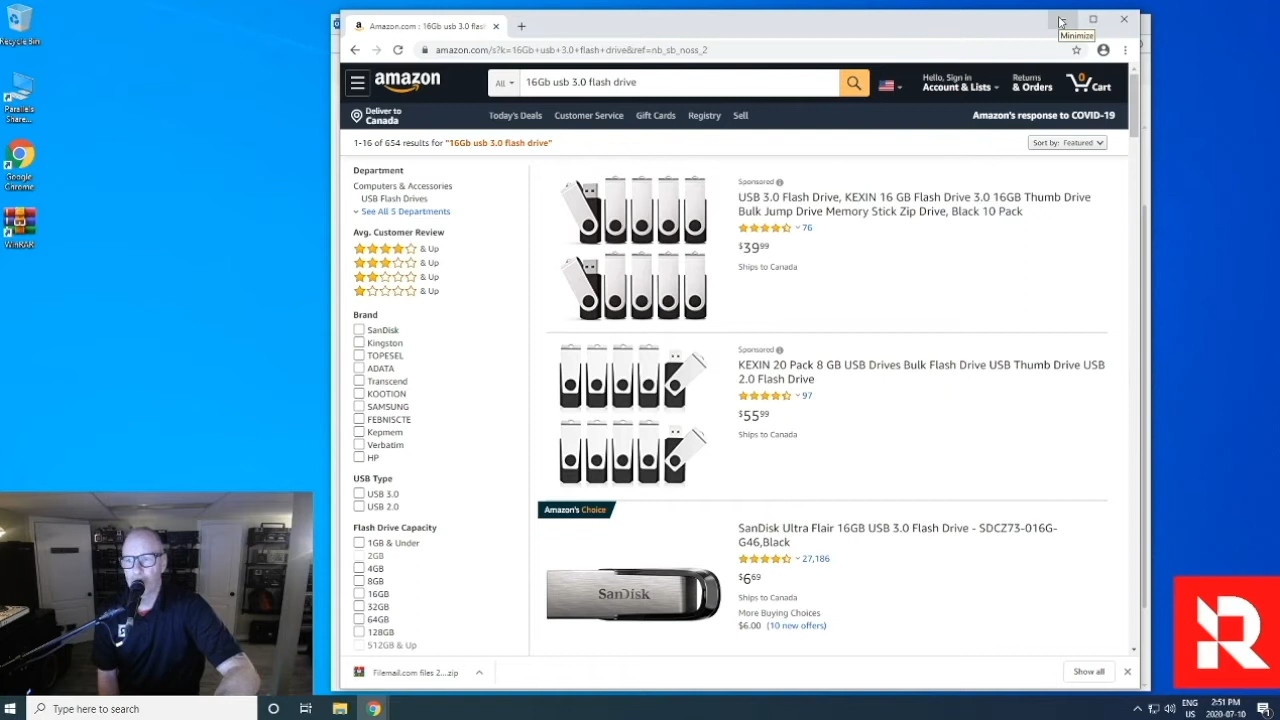 Recycle Bin
Parallels
Share...
Google
Chrome
WinRAR
Amazon.com : 16Gb usb 3.0 flash
Minimize
amazon.com/s?k=16Gb+usb+3.0+flash+drive&ref=nb_sb_noss_2
amazon
All
16Gb usb 3.0 flash drive
Hello, Sign in
Account & Lists
Returns
& Orders
0
Cart
Deliver to
Canada
Today's Deals Customer Service Gift Cards Registry Sell
Amazon's response to COVID-19
1-16 of 654 results for "16Gb usb 3.0 flash drive"
Sort by: Featured
Department
Computers & Accessories
USB Flash Drives
See All 5 Departments
Avg. Customer Review
& Up
& Up
& Up
& Up
Brand
SanDisk
Kingston
TOPESEL
ADATA
Transcend
KOOTION
SAMSUNG
FEBNISCTE
Kepmem
Verbatim
HP
USB Type
USB 3.0
USB 2.0
Flash Drive Capacity
1GB & Under
2GB
4GB
8GB
16GB
32GB
64GB
128GB
512GB & Up
Sponsored
USB 3.0 Flash Drive, KEXIN 16 GB Flash Drive 3.0 16GB Thumb Drive
Bulk Jump Drive Memory Stick Zip Drive, Black 10 Pack
76
$39 99
Ships to Canada
Sponsored
KEXIN 20 Pack 8 GB USB Drives Bulk Flash Drive USB Thumb Drive USB
2.0 Flash Drive
97
$55 99
Ships to Canada
Amazon's Choice
SanDisk
SanDisk Ultra Flair 16GB USB 3.0 Flash Drive - SDCZ73-016G-
G46,Black
27,186
$6 69
Ships to Canada
More Buying Choices
$6.00 (10 new offers)
Filemail.com files 2....zip
Show all
Type here to search
ENG
US
2:51 PM
2020-07-10